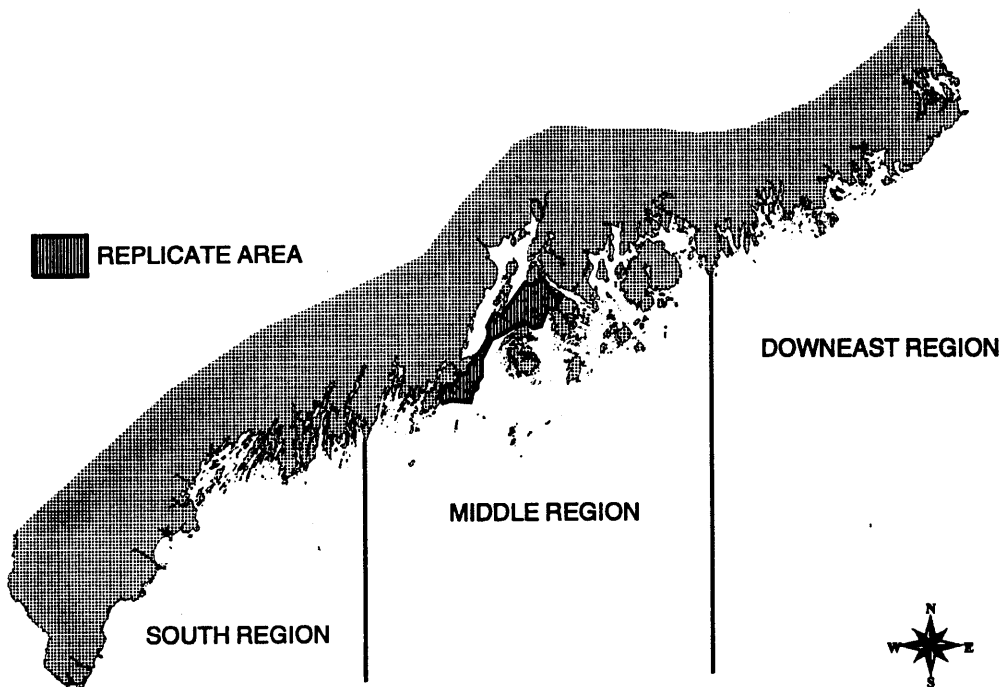 REPLICATE AREA
DOWNEAST REGION
MIDDLE REGION
SOUTH REGION
N
W E
S